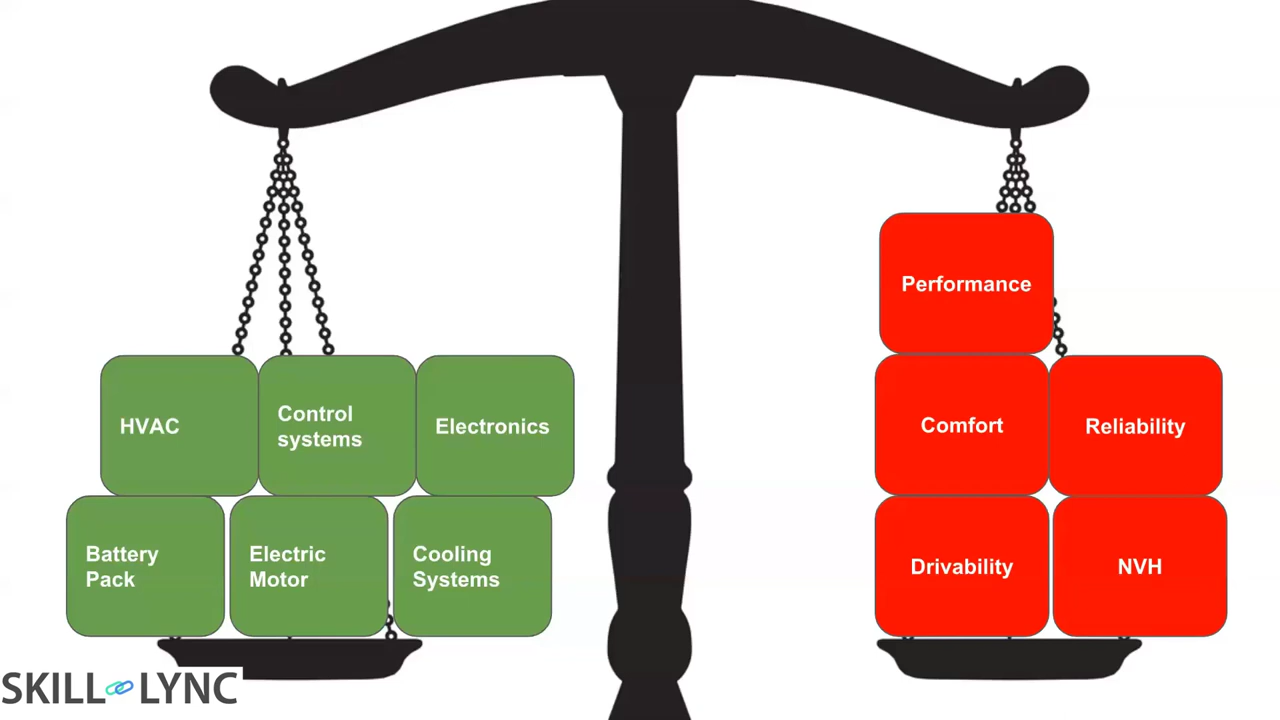 Performance
HVAC
Control
systems
Electronics
Comfort
Reliability
Battery
Pack
Electric
Motor
Cooling
Systems
Drivability
NVH
SKILL LYNC